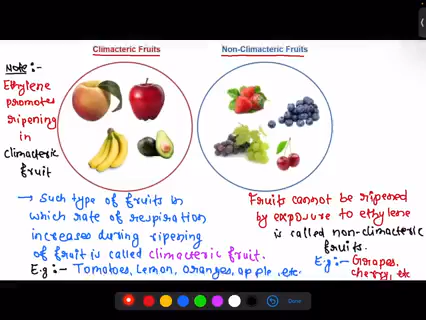 Climacteric Fruits
Non-Climacteric Fruits
Note:-
Ethylene
promotes
ripening
in
climacteric
fruit
→ Such type of fruits in
which rate of respiration
increases during ripening
of fruit is called climacteric fruit.
E.g:- Tomatoes, Lemon, oranges, apple, etc.
Fruits cannot be ripened
by exposure to ethylene
is called non-climacteric
fruits.
E.g:- Grapes,
cherry, etc
Done